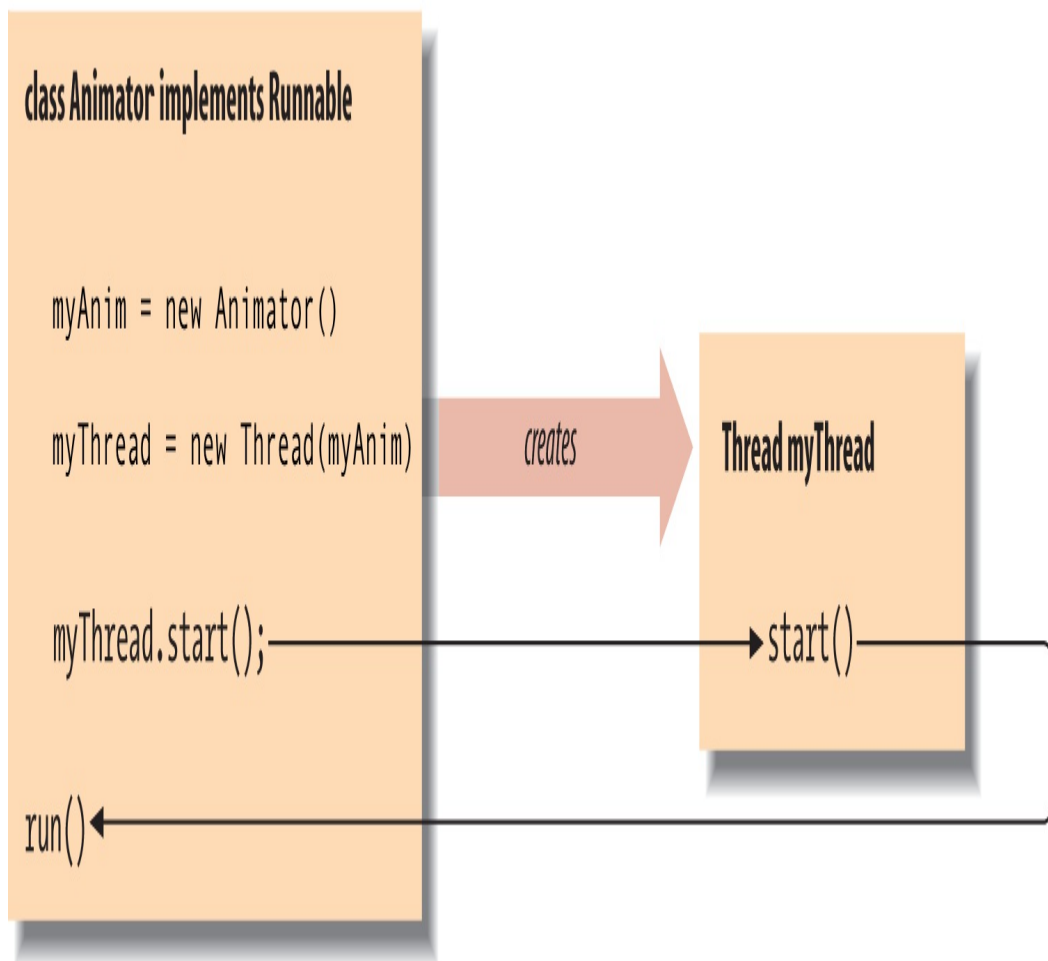 class Animator implements Runnable
myAnim = new Animator()
myThread = new Thread(myAnim)
creates
Thread myThread
myThread.start();
start()
run()